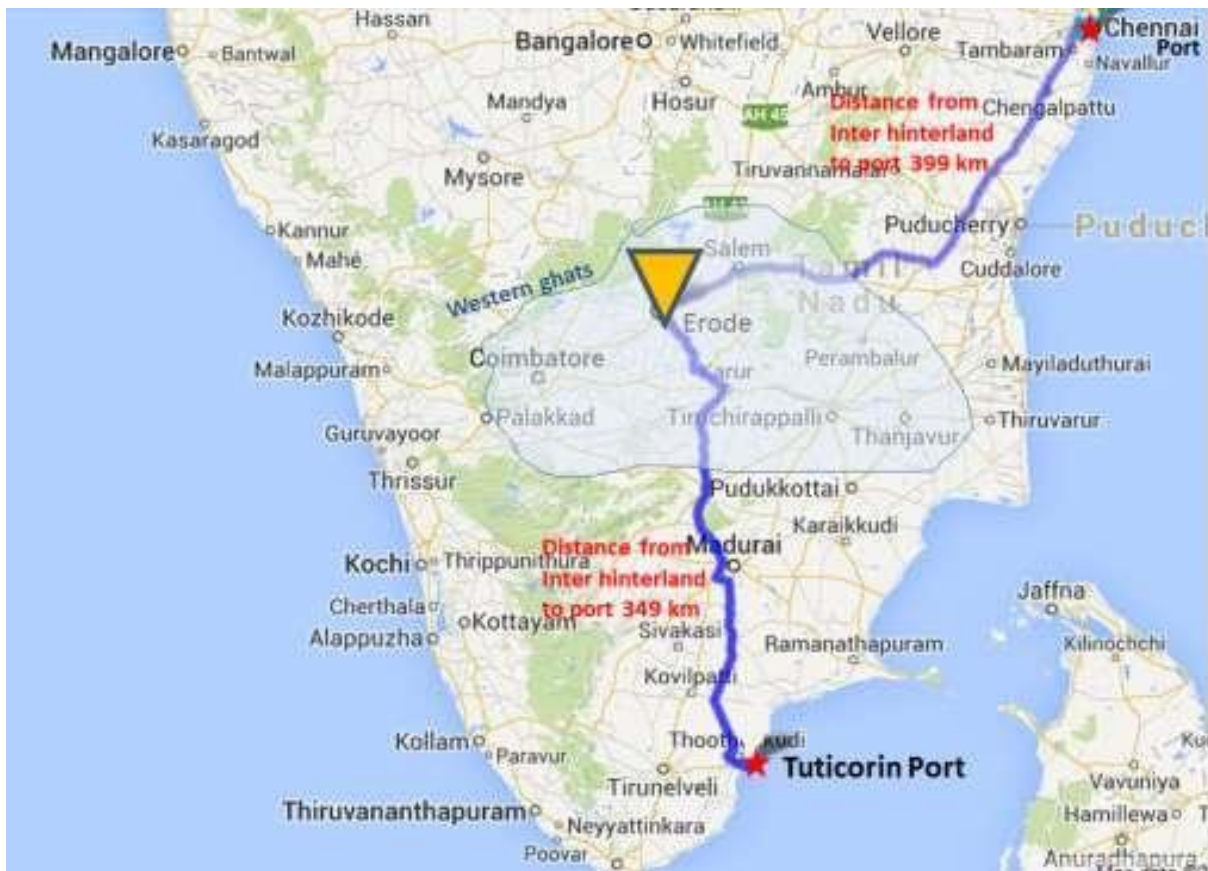 Hassan
Vellore
Chennai
Port
Mangalore
Bantwal
Bangalore
Whitefield
Tambaram
Navallur
Hosur
Ambur
Mandya
AH 45
Distance from
Inter hinterland
to port 399 km
Chengalpattu
Kasaragod
Mysore
Tiruvannamalai
Kannur
Puducherry
Mahé
Salem
Tamil
Nadu
Cuddalore
Western ghats
Kozhikode
Erode
Coimbatore
Perambalur
Malappuram
Mayiladuthurai
Palakkad
Tiruchirappalli
Thanjavur
Thiruvarur
Guruvayoor
Thrissur
Pudukkottai
Karaikkudi
Distance from
Inter hinterland
to port 349 km
Madurai
Kochi
Thrippunithura
Jaffna
Cherthala
Kottayam
Alappuzha
Sivakasi
Ramanathapuram
Kilinochchi
Kovilpatti
Kollam
Paravur
Thooth
kudi
Tuticorin Port
Tirunelveli
Vavuniya
Thiruvananthapuram
Neyyattinkara
Hamillewa
Poovar
Anuradhapura